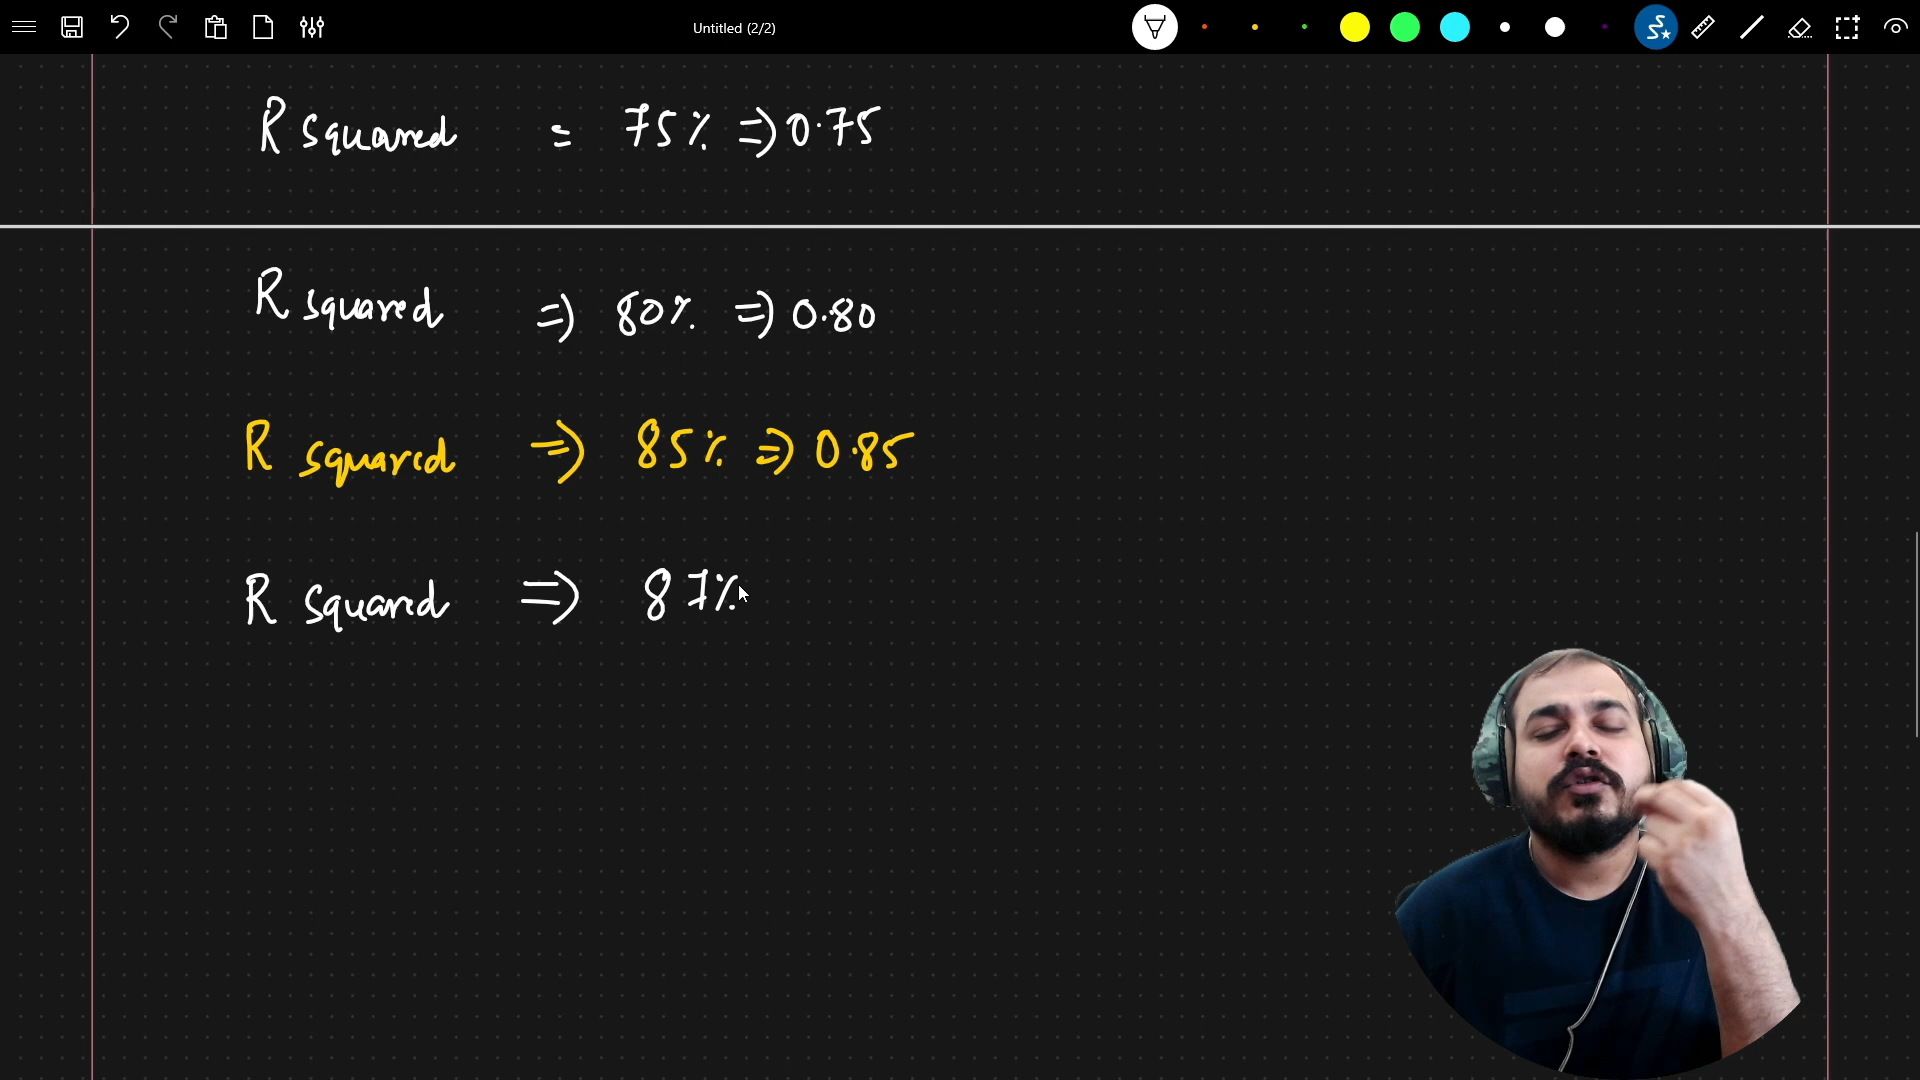 Untitled (2/2)
R squared = 75% => 0.75
R squared => 80% => 0.80
R squared => 85% => 0.85
R squared => 87%